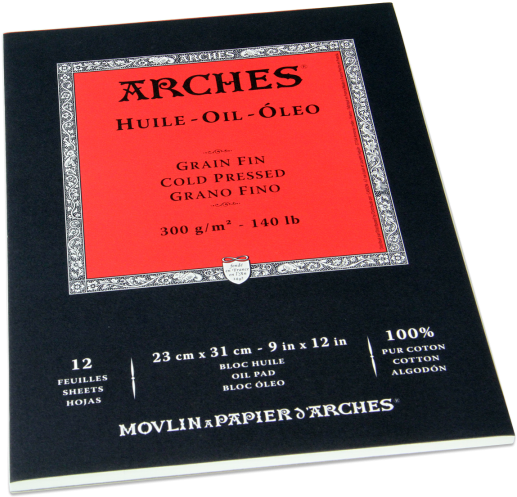 ARCHES
ARCHES®
HUILE - OIL - ÓLEO
GRAIN FIN
COLD PRESSED
GRANO FINO
300 g/m² - 140 lb
12
FEUILLES
SHEETS
HOJAS
23 cm x 31 cm - 9 in x 12 in
BLOC HUILE
OIL PAD
BLOC ÓLEO
100%
PUR COTON
COTTON
ALGODÓN
MOVLIN A PAPIER D'ARCHES®